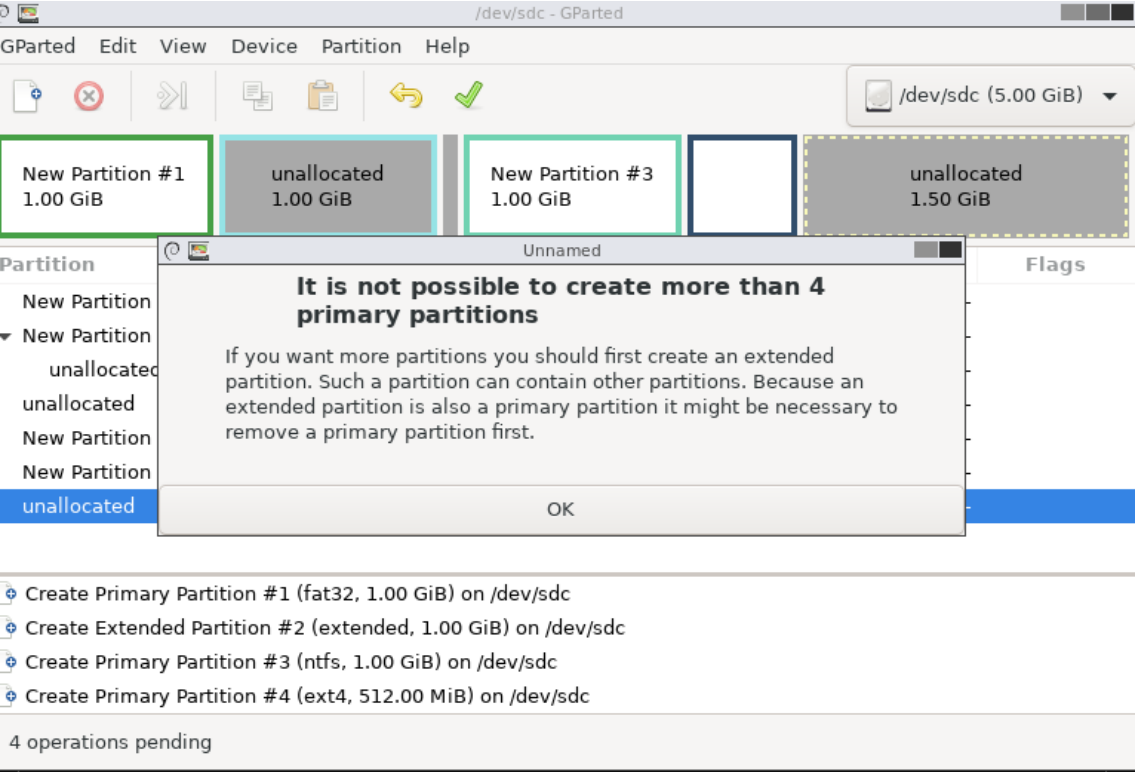 /dev/sdc - GParted
GParted Edit View Device Partition Help
/dev/sdc (5.00 GiB)
New Partition #1
1.00 GiB
unallocated
1.00 GiB
New Partition #3
1.00 GiB
unallocated
1.50 GiB
Unnamed
Partition
Flags
It is not possible to create more than 4
primary partitions
If you want more partitions you should first create an extended
partition. Such a partition can contain other partitions. Because an
extended partition is also a primary partition it might be necessary to
remove a primary partition first.
OK
New Partition
New Partition
unallocated
unallocated
New Partition
New Partition
unallocated
Create Primary Partition #1 (fat32, 1.00 GiB) on /dev/sdc
Create Extended Partition #2 (extended, 1.00 GiB) on /dev/sdc
Create Primary Partition #3 (ntfs, 1.00 GiB) on /dev/sdc
Create Primary Partition #4 (ext4, 512.00 MiB) on /dev/sdc
4 operations pending